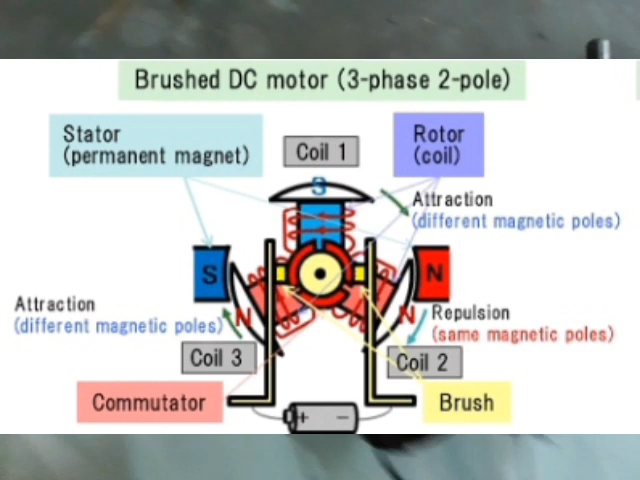 Brushed DC motor (3-phase 2-pole)
Stator
(permanent magnet)
Coil 1
Rotor
(coil)
S
Attraction
(different magnetic poles)
S
N
Attraction
(different magnetic poles)
N
N
Repulsion
(same magnetic poles)
Coil 3
Coil 2
Commutator
Brush
+
−